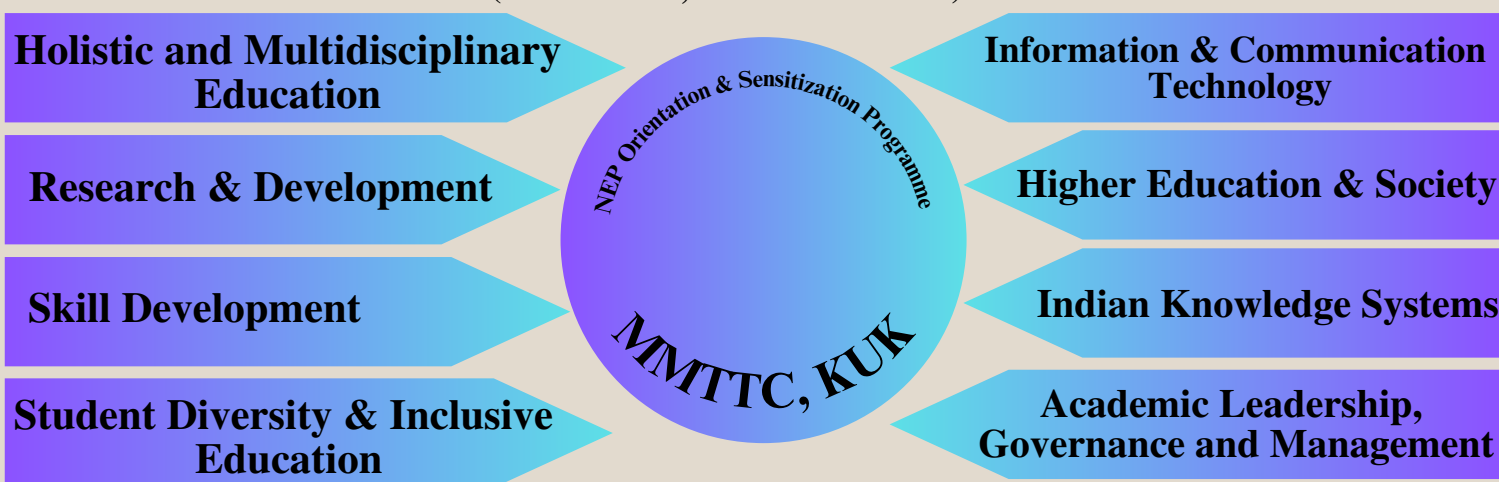 Holistic and Multidisciplinary
Education
Research & Development
Skill Development
Student Diversity & Inclusive
Education
NEP Orientation & Sensitization Programme
MMTTC, KUK
Information & Communication
Technology
Higher Education & Society
Indian Knowledge Systems
Academic Leadership,
Governance and Management